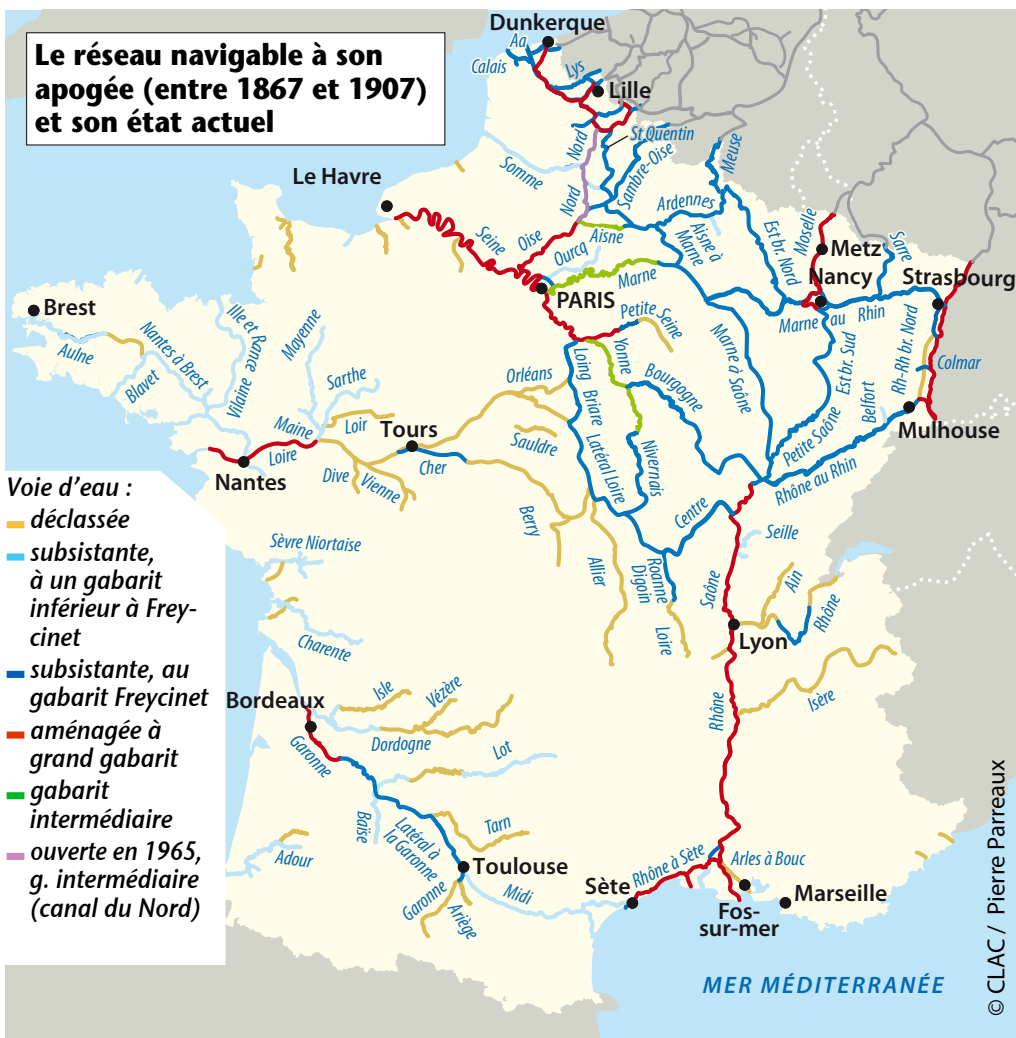 Le réseau navigable à son
apogée (entre 1867 et 1907)
et son état actuel
Dunkerque
Aa
Calais
Lys
Lille
St Quentin
Nord
Sambre-Oise
Meuse
Somme
Le Havre
Nord
Ardennes
Seine
Oise
Aisne
Aisne à
Marne
Est br. Nord
Moselle
Metz
Sarre
Ourcq
Nancy
Strasbourg
PARIS
Marne
Brest
Marne au Rhin
Petite Seine
Aulne
Nantes à Brest
Blavet
Ille et Rance
Vilaine au
Mayenne
Sarthe
Orléans
Loing
Yonne
Bourgogne
Marne à Saône
Est br. Sud
Belfort
Rh-Rh br. Nord
Colmar
Maine
Loir
Tours
Briare
Mulhouse
Loire
Sauldre
Petite Saône
Nantes
Dive
Vienne
Cher
Latéral Loire
Nivernais
Rhône au Rhin
Berry
Centre
Voie d’eau :
déclassée
subsistante,
à un gabarit
inférieur à Frey-
cinet
subsistante, au
gabarit Freycinet
aménagée à
grand gabarit
gabarit
intermédiaire
ouverte en 1965,
g. intermédiaire
(canal du Nord)
Sèvre Niortaise
Seille
Allier
Roanne
Digoin
Loire
Saône
Ain
Rhône
Lyon
Charente
Bordeaux
Isle
Vézère
Isère
Rhône
Dordogne
Garonne
Lot
Baïse
Latéral à
la Garonne
Tarn
Adour
Toulouse
Rhône à Sète
Arles à Bouc
Garonne
Ariège
Midi
Sète
Marseille
Fos-
sur-mer
MER MÉDITERRANÉE
© CLAC / Pierre Parreaux